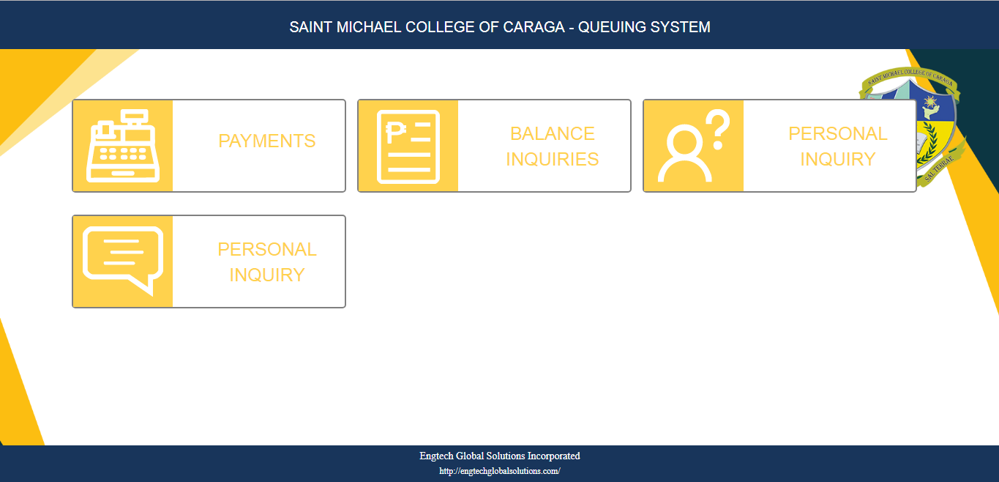 SAINT MICHAEL COLLEGE OF CARAGA - QUEUING SYSTEM
SAINT MICHAEL COLLEGE OF CARAGA
PAYMENTS
BALANCE
INQUIRIES
PERSONAL
INQUIRY
SAL TERRAE
PERSONAL
INQUIRY
Engtech Global Solutions Incorporated
http://engtechglobalsolutions.com/